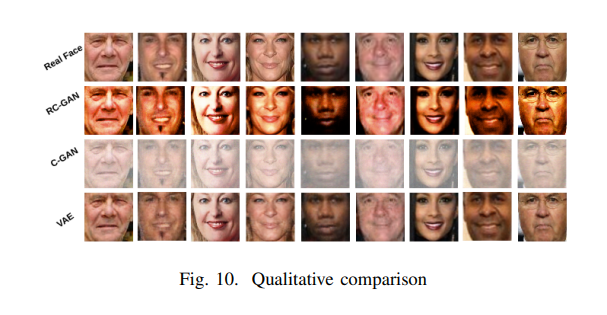 Real Face
RC-GAN
C-GAN
VAE
Fig. 10. Qualitative comparison